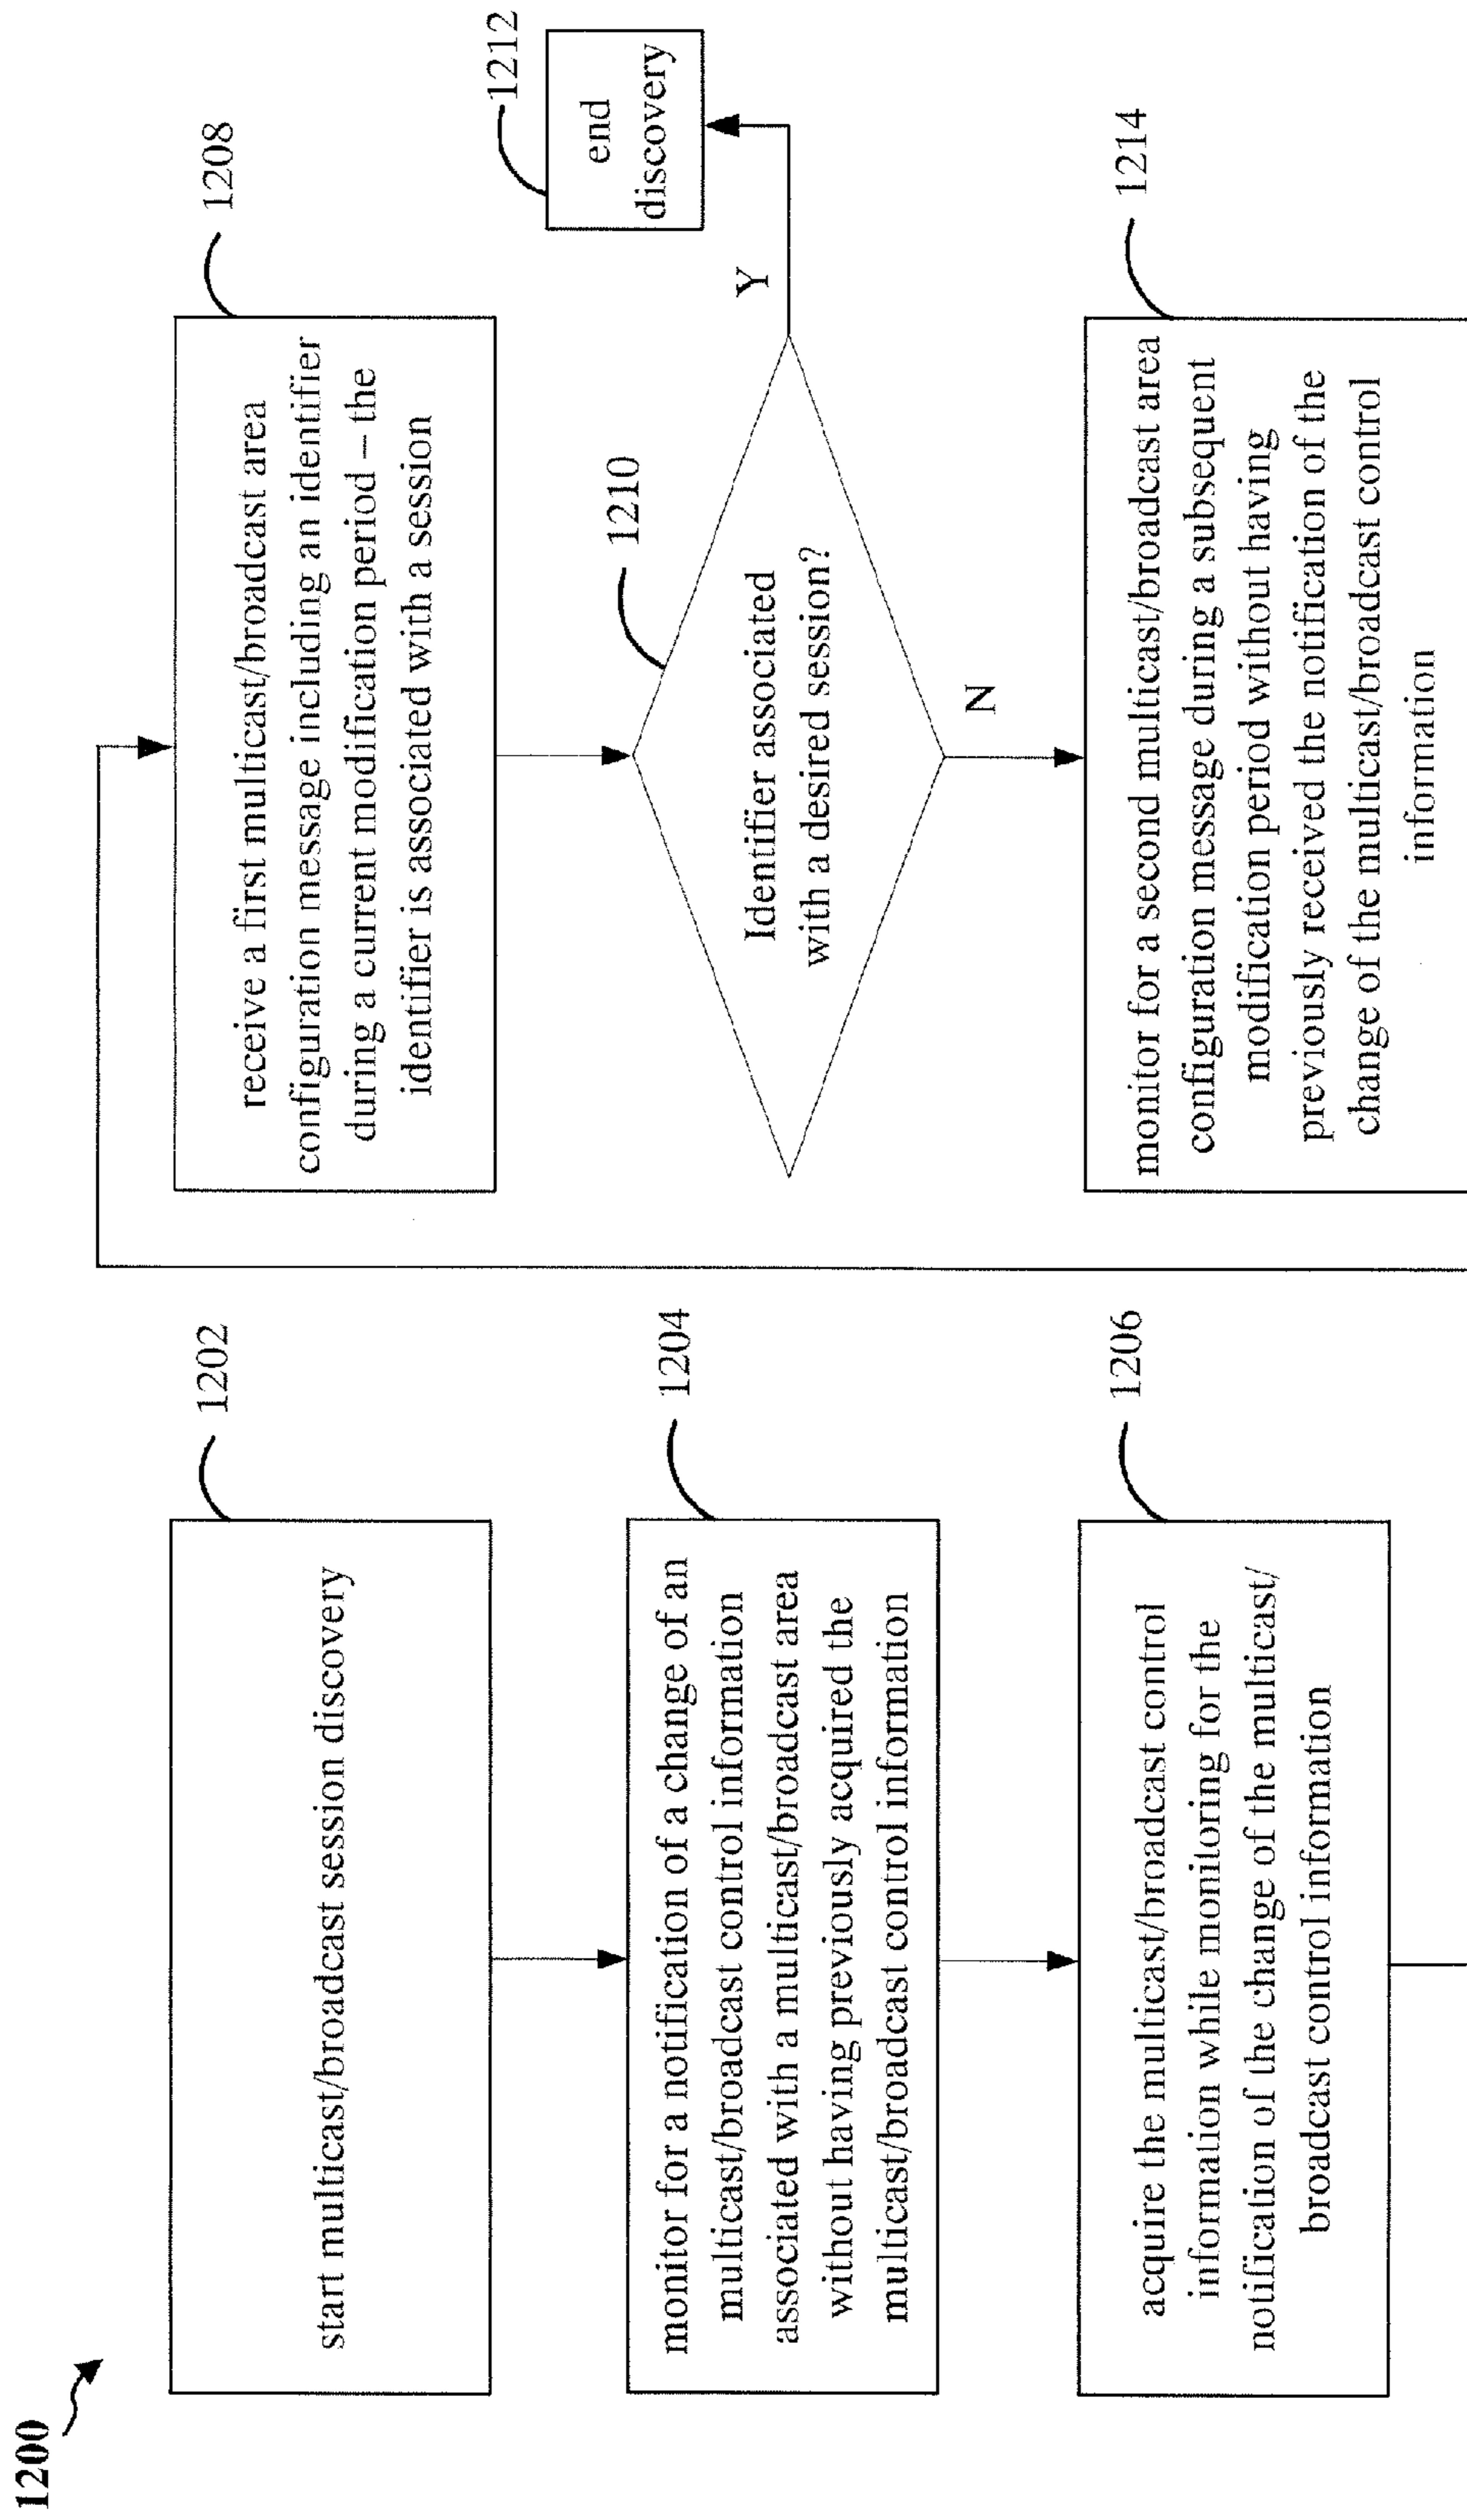 1200
1202
start multicast/broadcast session discovery
1204
monitor for a notification of a change of an
multicast/broadcast control information
associated with a multicast/broadcast area
without having previously acquired the
multicast/broadcast control information
1206
acquire the multicast/broadcast control
information while monitoring for the
notification of the change of the multicast/
broadcast control information
1208
receive a first multicast/broadcast area
configuration message including an identifier
during a current modification period – the
identifier is associated with a session
1210
Identifier associated
with a desired session?
Y
1212
end
discovery
N
1214
monitor for a second multicast/broadcast area
configuration message during a subsequent
modification period without having
previously received the notification of the
change of the multicast/broadcast control
information